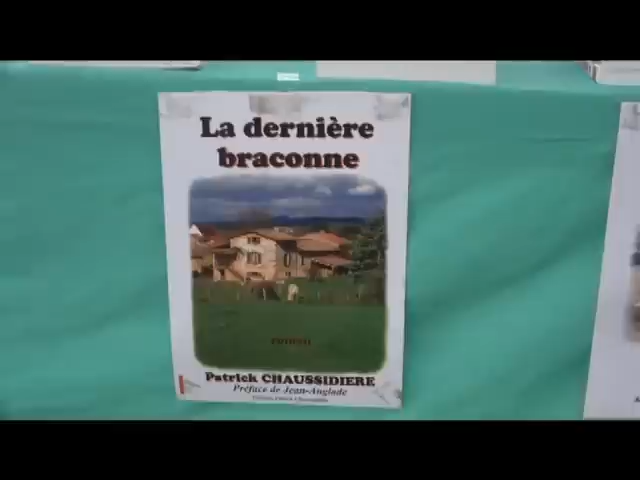 La dernière
braconne
roman
Patrick CHAUSSIDIERE
Préface de Jean-Anglade